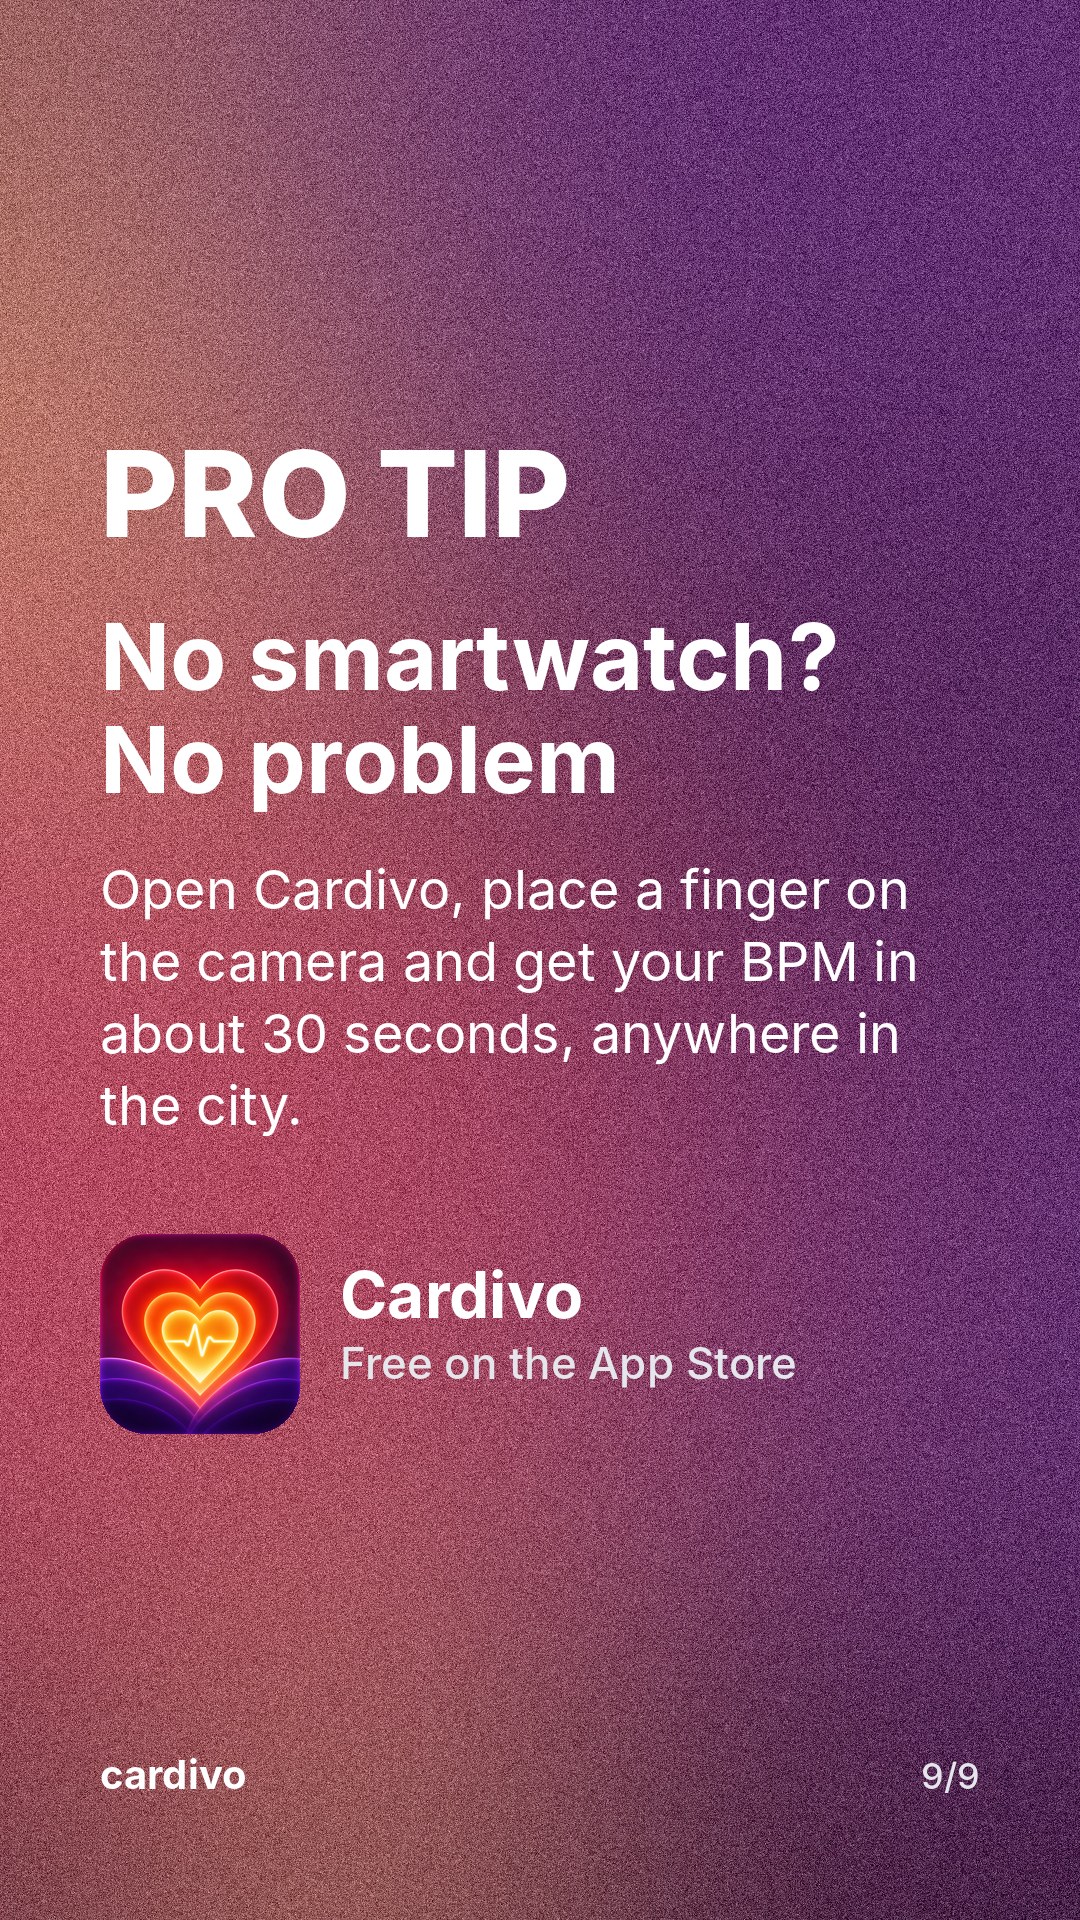 PRO TIP
No smartwatch?
No problem
Open Cardivo, place a finger on
the camera and get your BPM in
about 30 seconds, anywhere in
the city.
Cardivo
Free on the App Store
cardivo
9/9